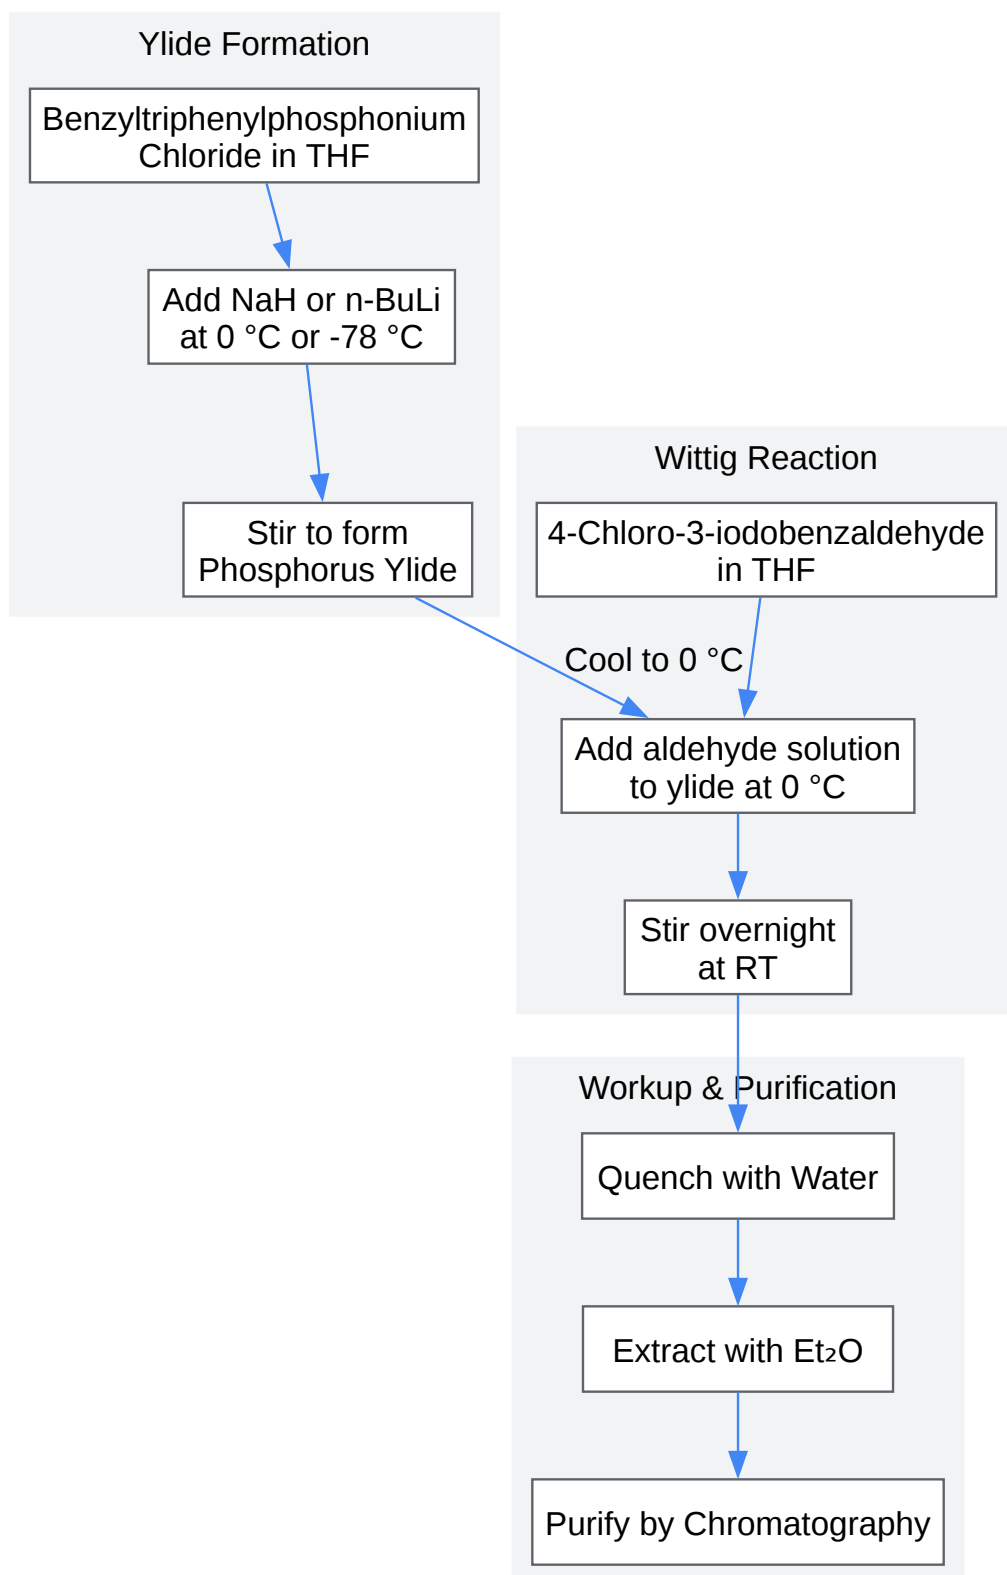 Ylide Formation
Benzyltriphenylphosphonium
Chloride in THF
Add NaH or n-BuLi
at 0 °C or -78 °C
Stir to form
Phosphorus Ylide
Wittig Reaction
4-Chloro-3-iodobenzaldehyde
in THF
Cool to 0 °C
Add aldehyde solution
to ylide at 0 °C
Stir overnight
at RT
Workup & Purification
Quench with Water
Extract with Et₂O
Purify by Chromatography